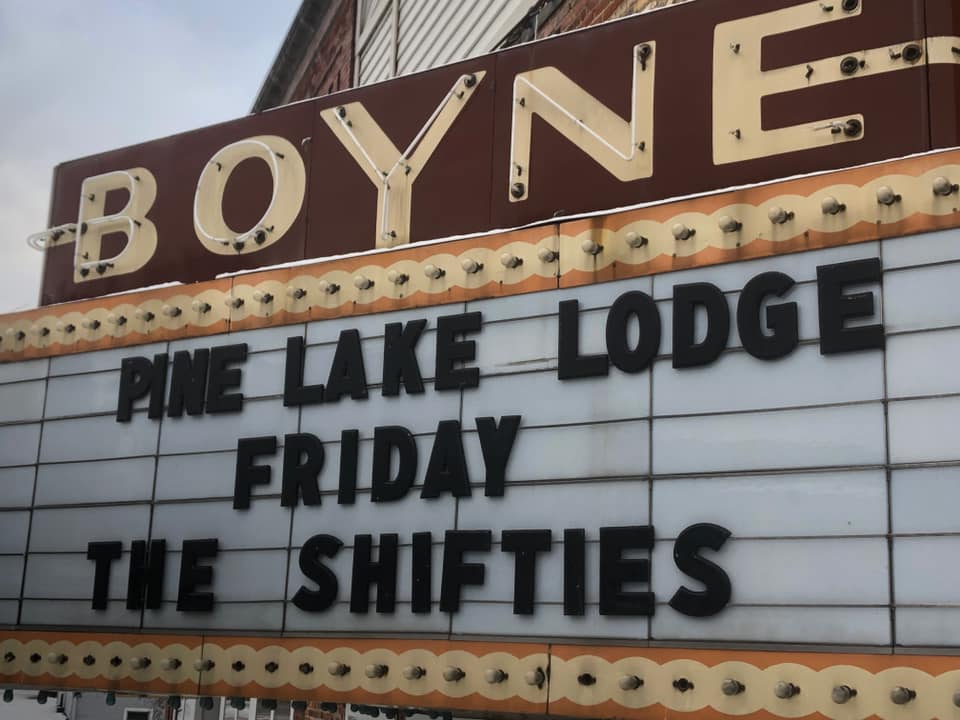 BOYNE
PINE LAKE LODGE
FRIDAY
THE SHIFTIES